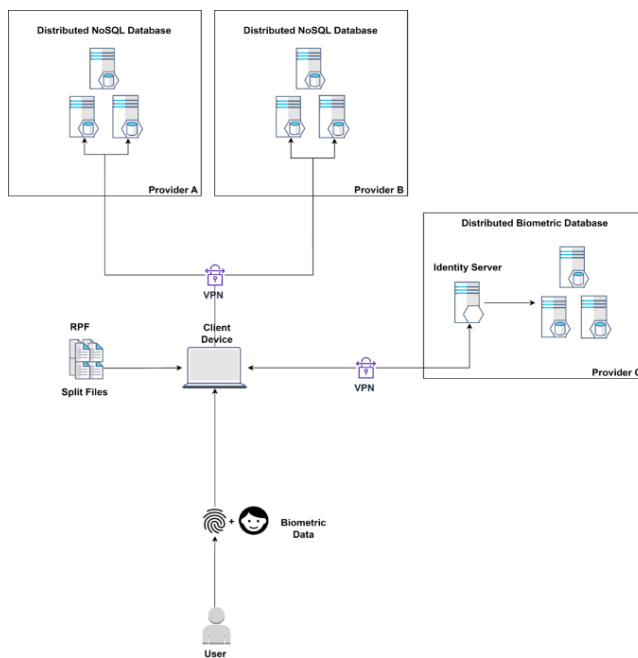 Distributed NoSQL Database
Distributed NoSQL Database
Provider A
Provider B
Distributed Biometric Database
Identity Server
VPN
RPF
Client
Device
Split Files
VPN
Provider C
+
Biometric
Data
User